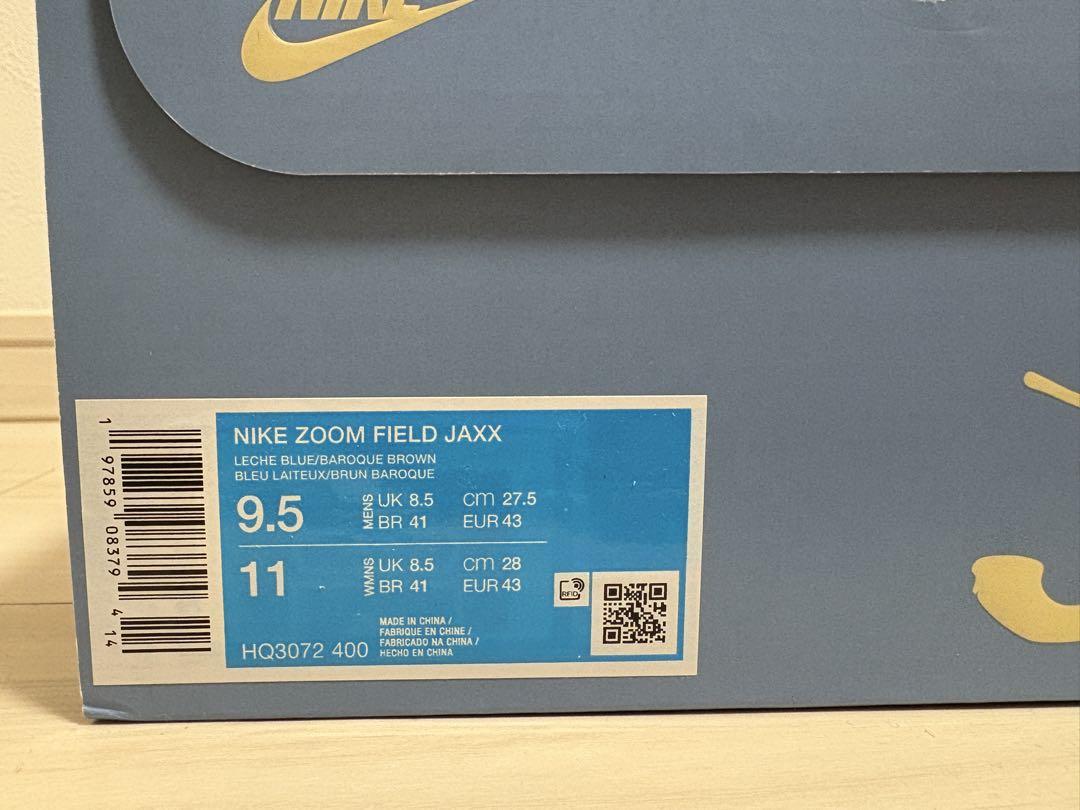 NIKE
NIKE ZOOM FIELD JAXX
LECHE BLUE/BAROQUE BROWN
BLEU LAITEUX/BRUN BAROQUE
9.5 MENS UK 8.5 cm 27.5
BR 41 EUR 43
11 WMNS UK 8.5 cm 28
BR 41 EUR 43
RFID
MADE IN CHINA /
FABRIQUE EN CHINE /
FABRICADO NA CHINA /
HECHO EN CHINA
HQ3072 400
1 97859 08379 4 14